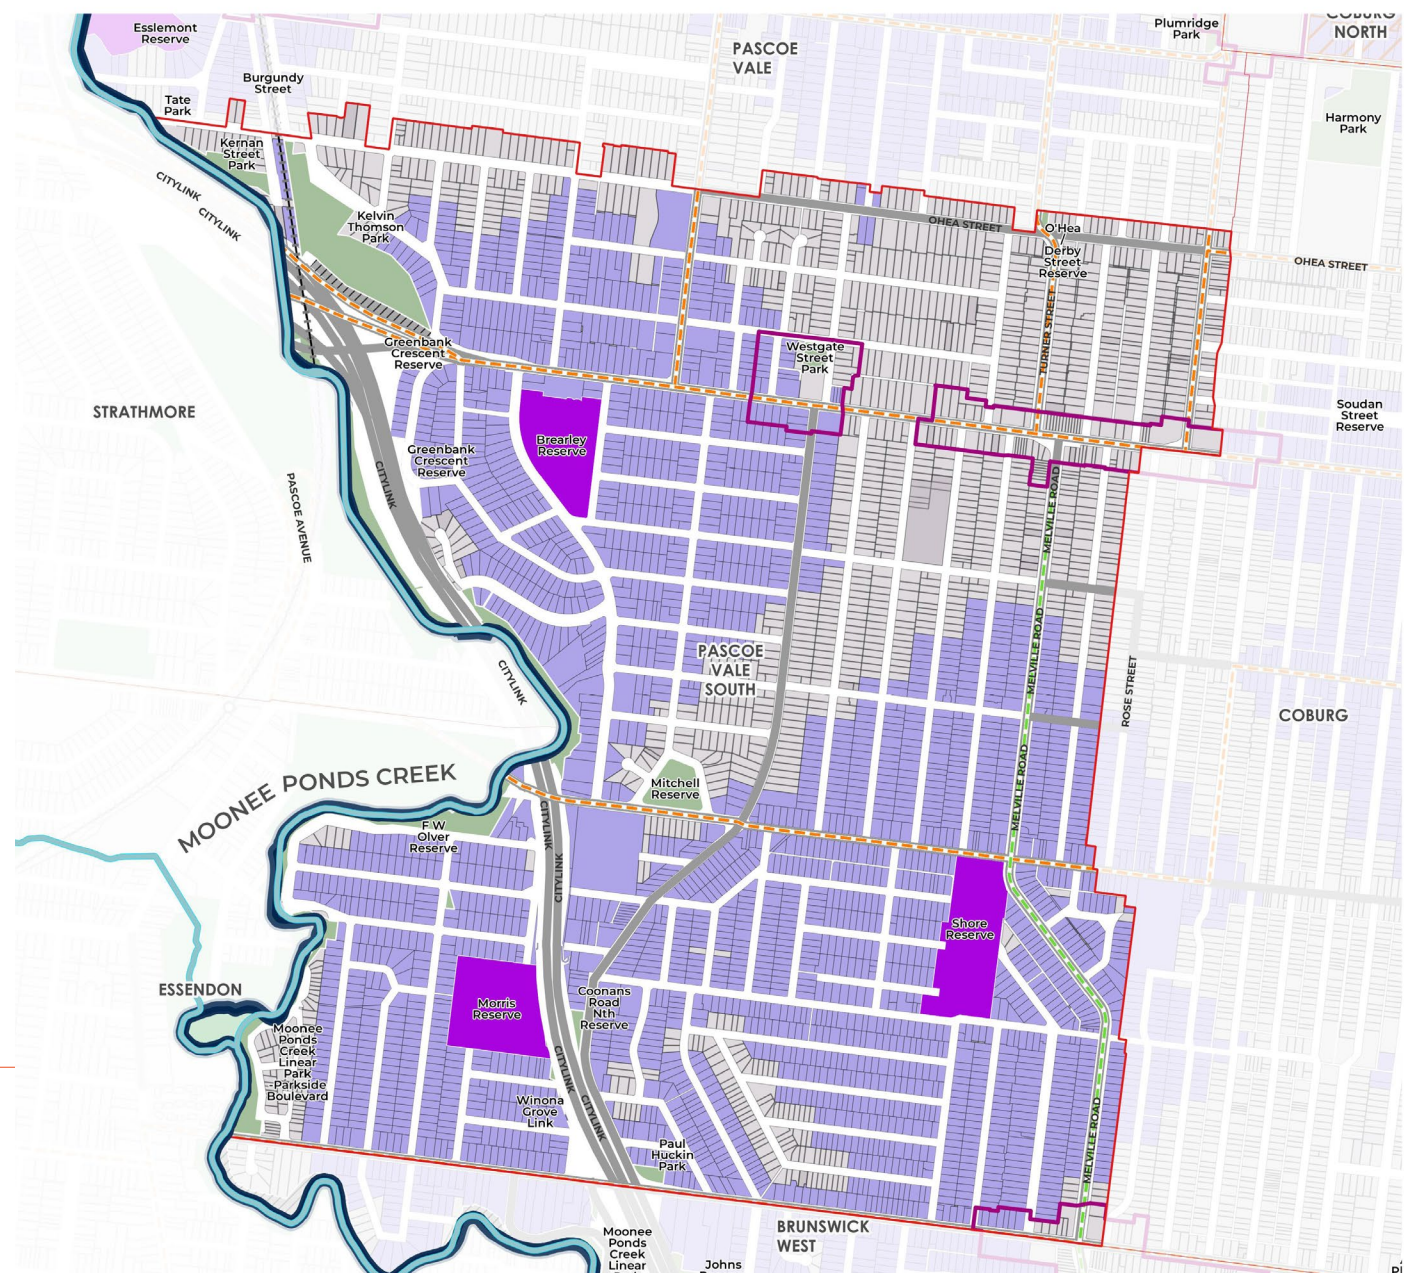 Esslemont
Reserve
Plumridge
Park
COBURG
NORTH
PASCOE
VALE
Burgundy
Street
Tate
Park
Harmony
Park
Kernan
Street
Park
CITYLINK
CITYLINK
Kelvin
Thomson
Park
OHEA STREET
O'Hea
/
Derby
Street
Reserve
OHEA STREET
TURNER STREET
Greenbank
Crescent
Reserve
Westgate
Street
Park
STRATHMORE
Soudan
Street
Reserve
Brearley
Reserve
Greenbank
Crescent
Reserve
CITYLINK
PASCOE AVENUE
MELVILLE ROAD
MELVILLE ROAD
PASCOE
VALE
SOUTH
CITYLINK
ROSE STREET
COBURG
MELVILLE ROAD
MOONEE PONDS CREEK
Mitchell
Reserve
F W
Olver
Reserve
CITYLINK
CITYLINK
Shore
Reserve
ESSENDON
Morris
Reserve
Coonans
Road
Nth
Reserve
Moonee
Ponds
Creek
Linear
Park
-Parkside
Boulevard
CITYLINK
CITYLINK
Winona
Grove
Link
MELVILLE ROAD
Paul
Huckin
Park
BRUNSWICK
WEST
Moonee
Ponds
Creek
Linear
Johns